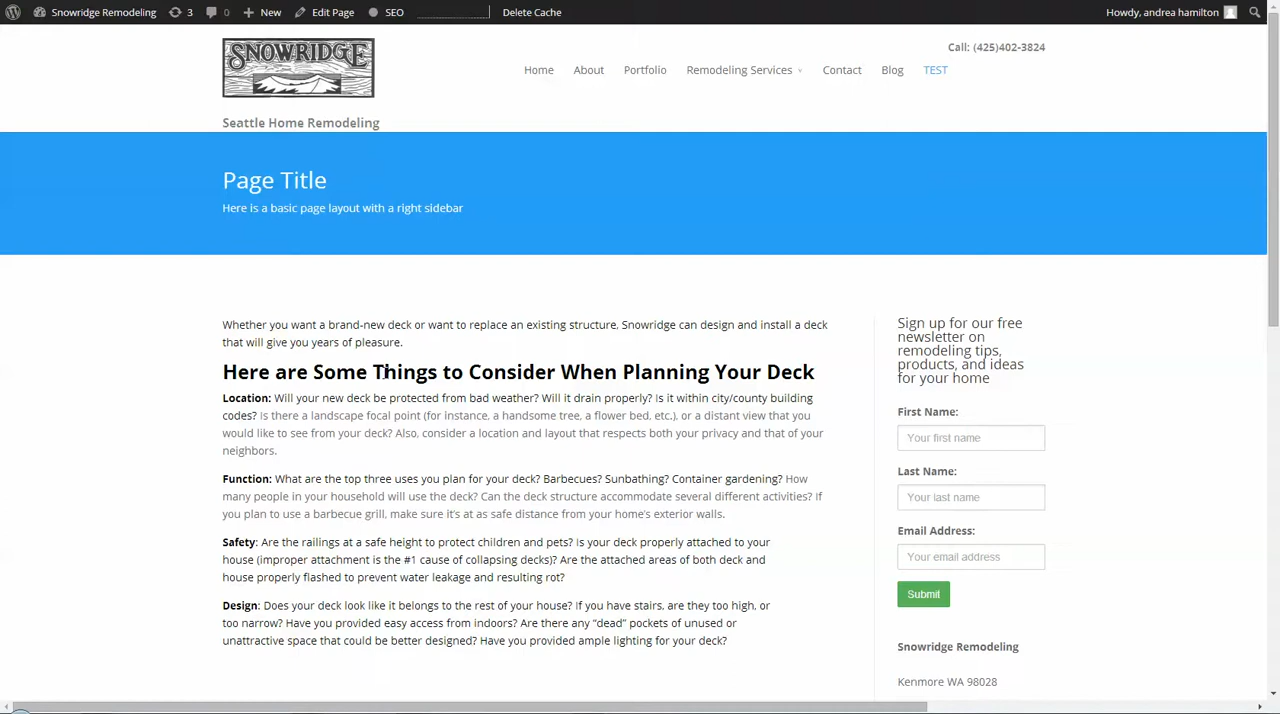 Snowridge Remodeling 3 0 New Edit Page SEO Delete Cache Howdy, andrea hamilton
SNOWRIDGE
Call: (425)402-3824
Home About Portfolio Remodeling Services Contact Blog TEST
Seattle Home Remodeling
Page Title
Here is a basic page layout with a right sidebar
Whether you want a brand-new deck or want to replace an existing structure, Snowridge can design and install a deck
that will give you years of pleasure.
Here are Some Things to Consider When Planning Your Deck
Location: Will your new deck be protected from bad weather? Will it drain properly? Is it within city/county building
codes? Is there a landscape focal point (for instance, a handsome tree, a flower bed, etc.), or a distant view that you
would like to see from your deck? Also, consider a location and layout that respects both your privacy and that of your
neighbors.
Function: What are the top three uses you plan for your deck? Barbecues? Sunbathing? Container gardening? How
many people in your household will use the deck? Can the deck structure accommodate several different activities? If
you plan to use a barbecue grill, make sure it's at as safe distance from your home's exterior walls.
Safety: Are the railings at a safe height to protect children and pets? Is your deck properly attached to your
house (improper attachment is the #1 cause of collapsing decks)? Are the attached areas of both deck and
house properly flashed to prevent water leakage and resulting rot?
Design: Does your deck look like it belongs to the rest of your house? If you have stairs, are they too high, or
too narrow? Have you provided easy access from indoors? Are there any “dead” pockets of unused or
unattractive space that could be better designed? Have you provided ample lighting for your deck?
Sign up for our free
newsletter on
remodeling tips,
products, and ideas
for your home
First Name:
Your first name
Last Name:
Your last name
Email Address:
Your email address
Submit
Snowridge Remodeling
Kenmore WA 98028